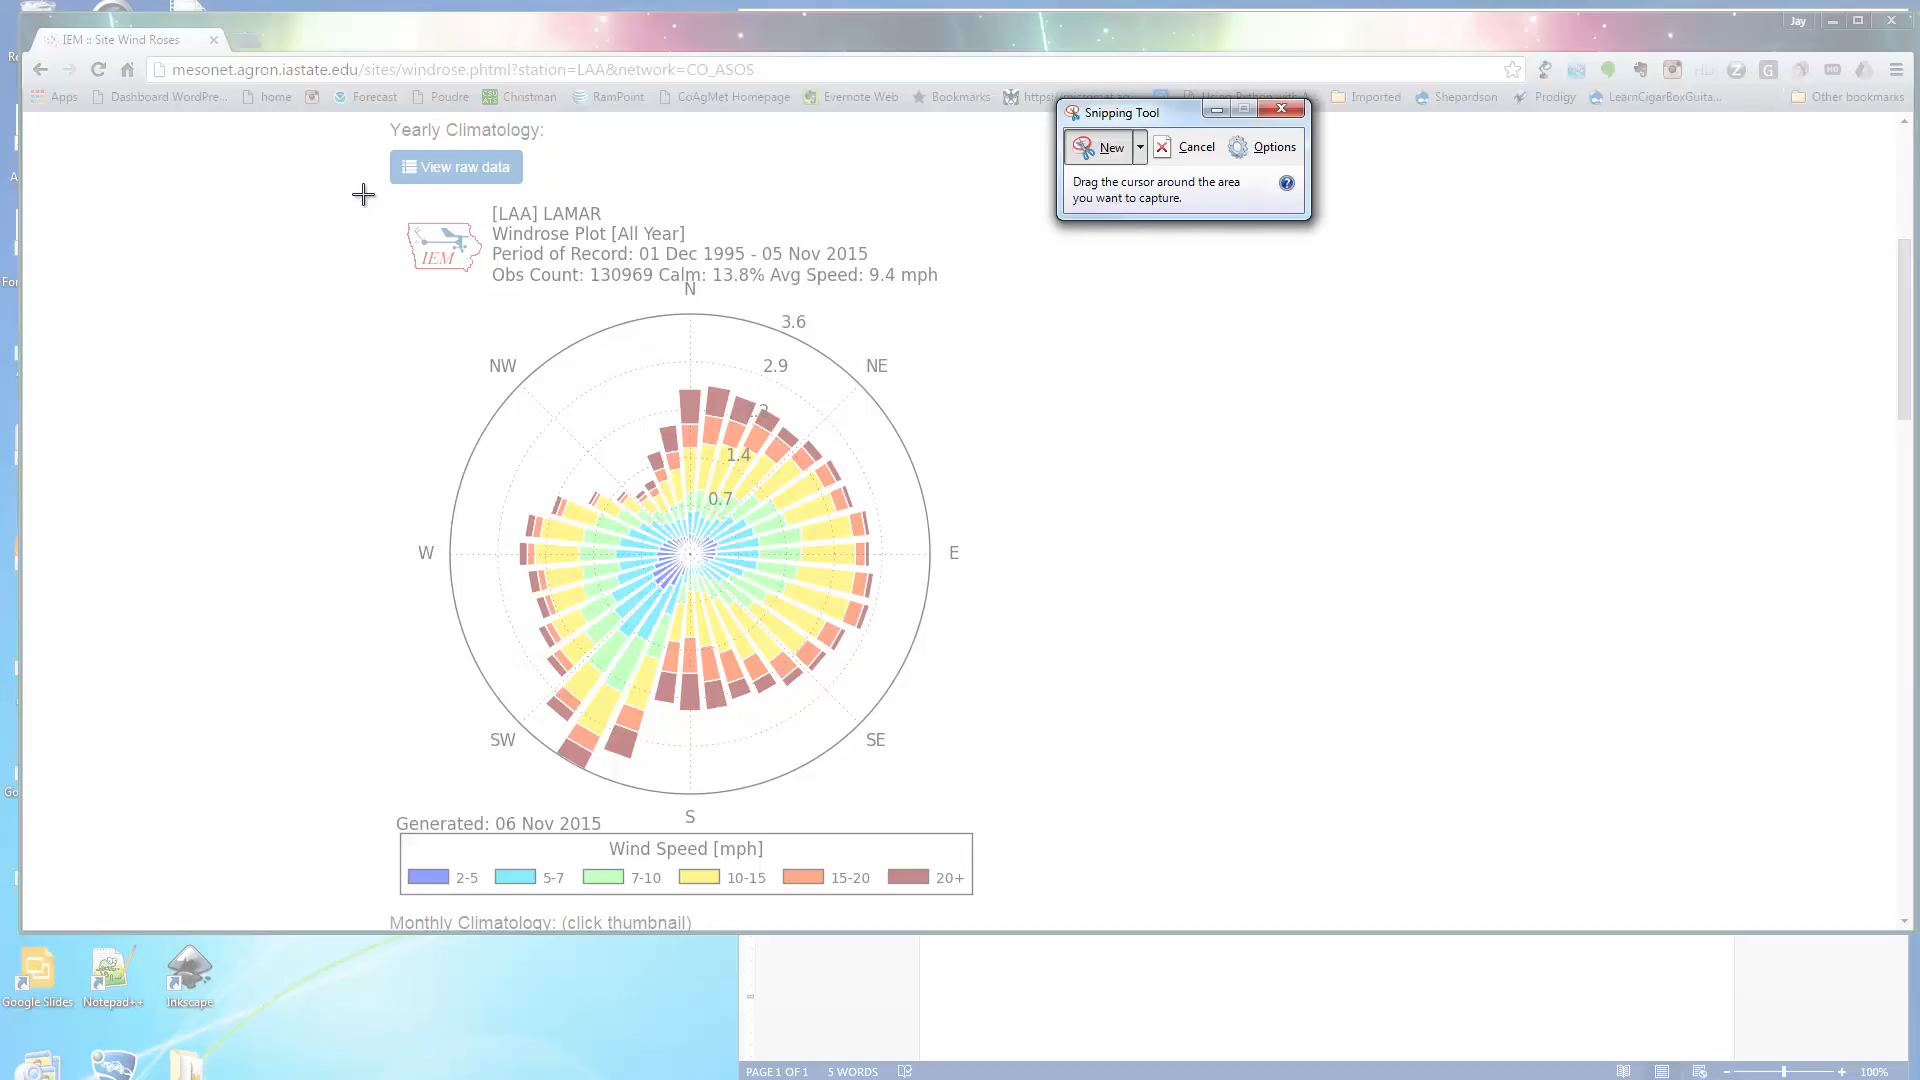 Jay
IEM :: Site Wind Roses
mesonet.agron.iastate.edu/sites/windrose.phtml?station=LAA&network=CO_ASOS
Apps
Dashboard WordPre...
home
Forecast
Poudre
Christman
RamPoint
CoAgMet Homepage
Evernote Web
Bookmarks
Imported
Shepardson
Prodigy
LearnCigarBoxGuita...
Other bookmarks
Snipping Tool
New
Cancel
Options
Drag the cursor around the area
you want to capture.
Yearly Climatology:
View raw data
IEM
[LAA] LAMAR
Windrose Plot [All Year]
Period of Record: 01 Dec 1995 - 05 Nov 2015
Obs Count: 130969 Calm: 13.8% Avg Speed: 9.4 mph
N
3.6
NW
2.9
NE
1.4
0.7
W
E
SW
SE
S
Generated: 06 Nov 2015
Wind Speed [mph]
2-5
5-7
7-10
10-15
15-20
20+
Monthly Climatology: (click thumbnail)
Google Slides
Notepad++
Inkscape
PAGE 1 OF 1
5 WORDS
100%